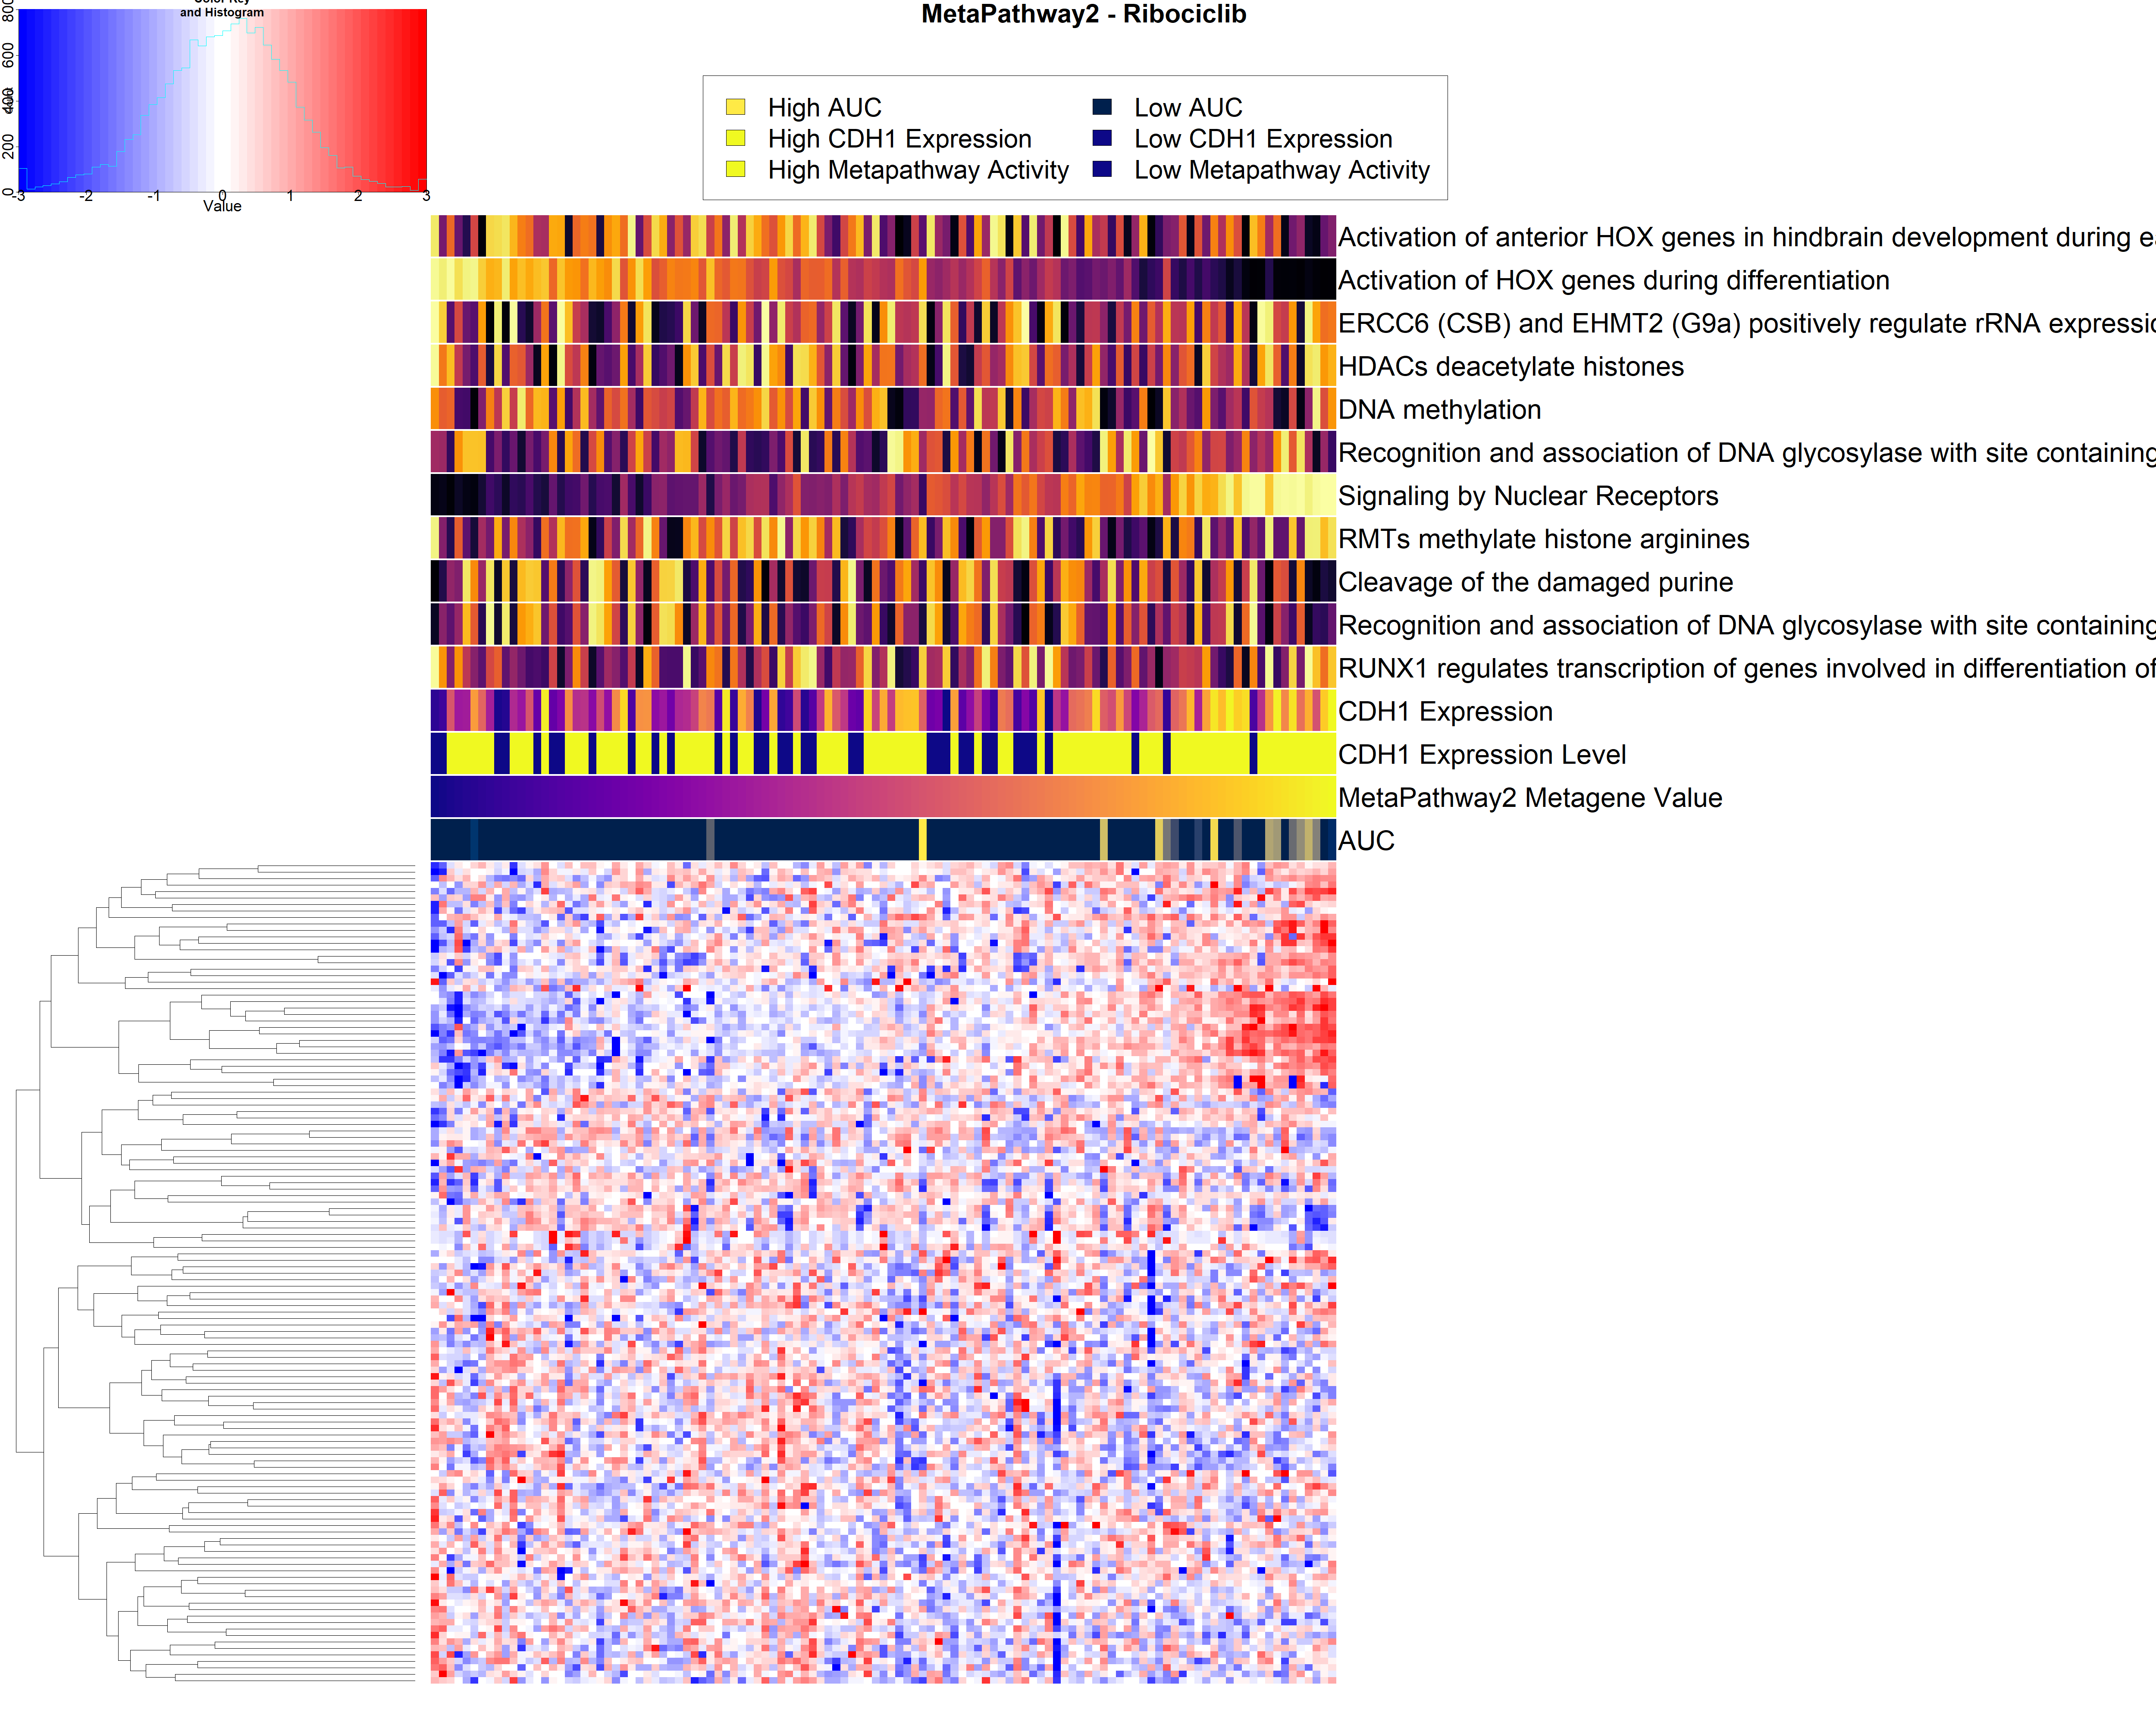 Color Key
and Histogram
800
600
400
200
0
-3 -2 -1 0 1 2 3
Value
MetaPathway2 - Ribociclib
High AUC Low AUC
High CDH1 Expression Low CDH1 Expression
High Metapathway Activity Low Metapathway Activity
Activation of anterior HOX genes in hindbrain development during
Activation of HOX genes during differentiation
ERCC6 (CSB) and EHMT2 (G9a) positively regulate rRNA
HDACs deacetylate histones
DNA methylation
Recognition and association of DNA glycosylase with site containing
Signaling by Nuclear Receptors
RMTs methylate histone arginines
Cleavage of the damaged purine
Recognition and association of DNA glycosylase with site containing
RUNX1 regulates transcription of genes involved in differentiation of
CDH1 Expression
CDH1 Expression Level
MetaPathway2 Metagene Value
AUC